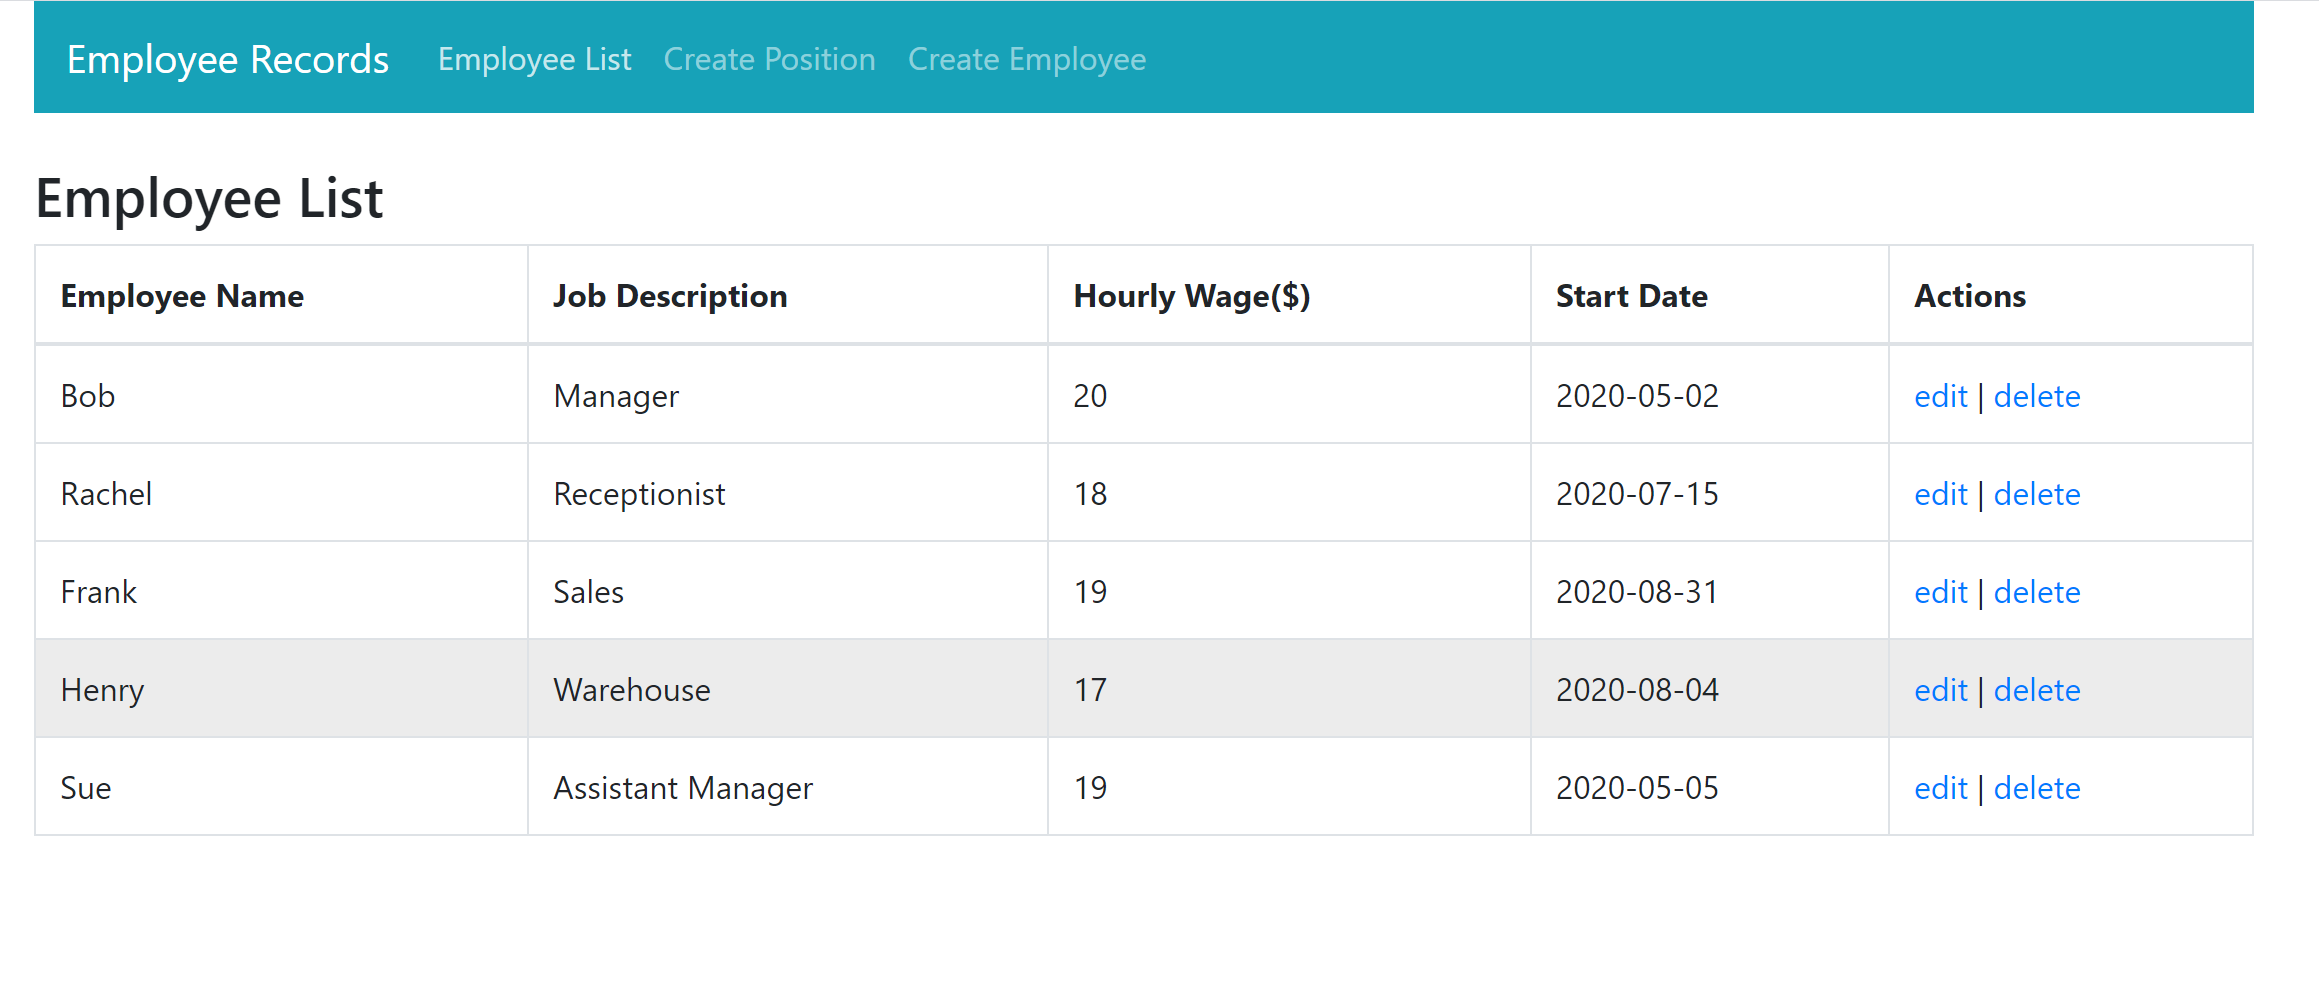 Employee Records Employee List Create Position Create Employee
Employee List
Employee Name Job Description Hourly Wage($) Start Date Actions
Bob Manager 20 2020-05-02 edit | delete
Rachel Receptionist 18 2020-07-15 edit | delete
Frank Sales 19 2020-08-31 edit | delete
Henry Warehouse 17 2020-08-04 edit | delete
Sue Assistant Manager 19 2020-05-05 edit | delete